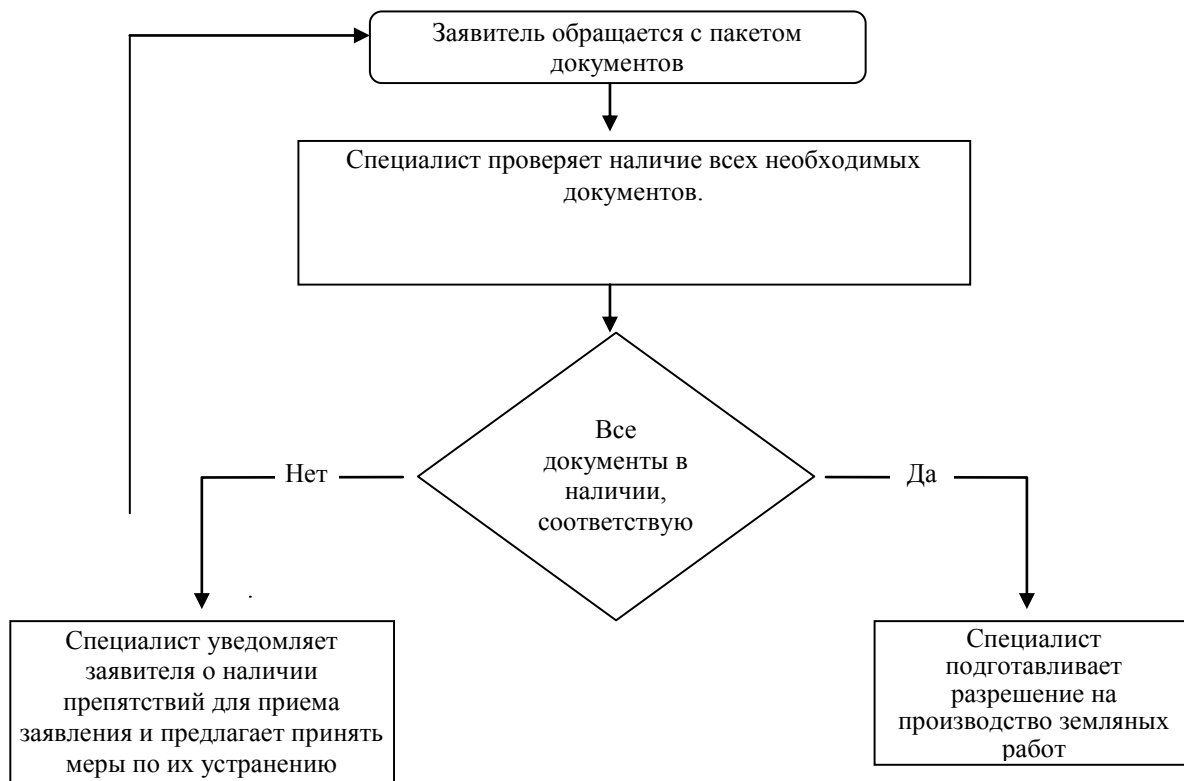 Заявитель обращается с пакетом
документов
Специалист проверяет наличие всех необходимых
документов.
Все
документы в
наличии,
соответствую
Нет
Да
Специалист уведомляет
заявителя о наличии
препятствий для приема
заявления и предлагает принять
меры по их устранению
Специалист
подготавливает
разрешение на
производство земляных
работ